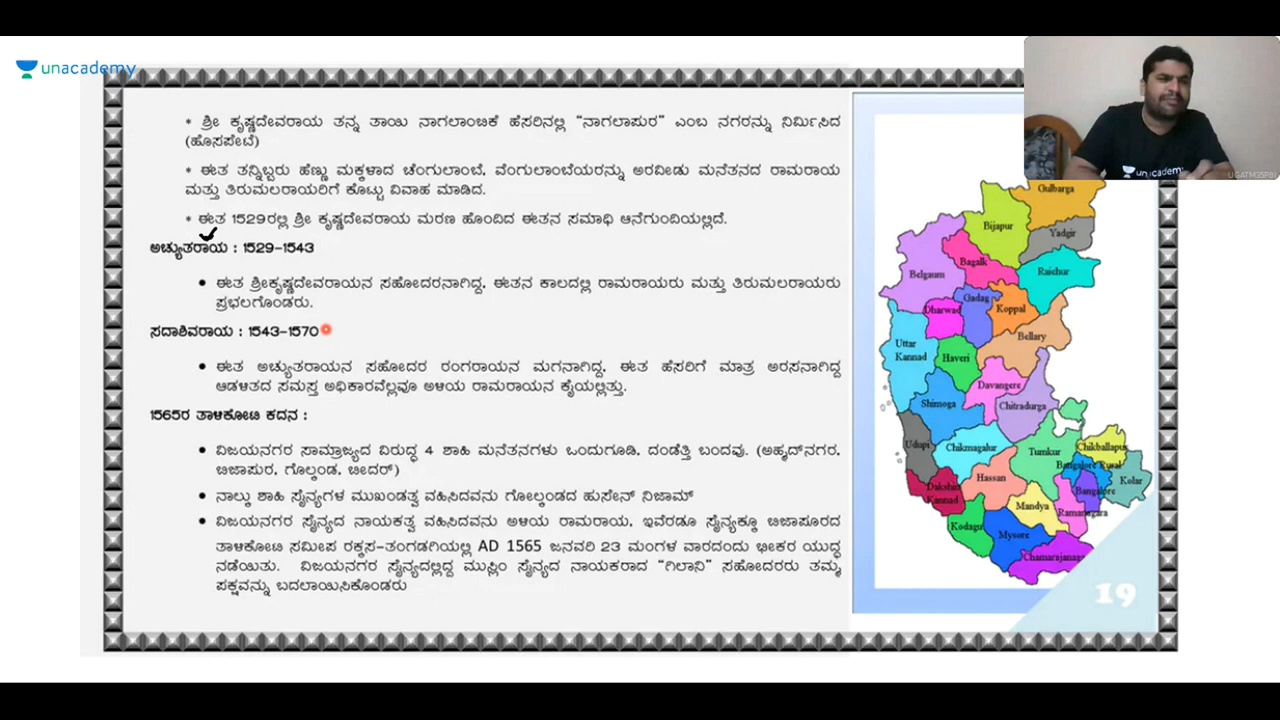 unacademy
* ಶ್ರೀ ಕೃಷ್ಣದೇವರಾಯ ತನ್ನ ತಾಯಿ ನಾಗಲಾಂಬಿಕೆ ಹೆಸರಿನಲ್ಲಿ "ನಾಗಲಾಪುರ" ಎಂಬ ನಗರವನ್ನು ನಿರ್ಮಿಸಿದ
(ಹೊಸಪೇಟೆ)
* ಈತ ತನ್ನಿಬ್ಬರು ಹೆಣ್ಣು ಮಕ್ಕಳಾದ ಚೆಂಗುಲಾಂಬೆ, ವೆಂಗುಲಾಂಬೆಯರನ್ನು ಅರವೀಡು ಮನೆತನದ ರಾಮರಾಯ
ಮತ್ತು ತಿರುಮಲರಾಯರಿಗೆ ಕೊಟ್ಟು ವಿವಾಹ ಮಾಡಿದ.
* ಈತ 1529ರಲ್ಲಿ ಶ್ರೀ ಕೃಷ್ಣದೇವರಾಯ ಮರಣ ಹೊಂದಿದ ಈತನ ಸಮಾಧಿ ಆನೆಗುಂದಿಯಲ್ಲಿದೆ.
ಅಚ್ಯುತರಾಯ : 1529-1543
• ಈತ ಶ್ರೀಕೃಷ್ಣದೇವರಾಯನ ಸಹೋದರನಾಗಿದ್ದ, ಈತನ ಕಾಲದಲ್ಲಿ ರಾಮರಾಯರು ಮತ್ತು ತಿರುಮಲರಾಯರು
ಪ್ರಭಲಗೊಂಡರು.
ಸದಾಶಿವರಾಯ : 1543-1570
• ಈತ ಅಚ್ಯುತರಾಯನ ಸಹೋದರ ರಂಗರಾಯನ ಮಗನಾಗಿದ್ದ, ಈತ ಹೆಸರಿಗೆ ಮಾತ್ರ ಅರಸನಾಗಿದ್ದ
ಆಡಳಿತದ ಸಮಸ್ತ ಅಧಿಕಾರವೆಲ್ಲವೂ ಅಳಿಯ ರಾಮರಾಯನ ಕೈಯಲ್ಲಿತ್ತು.
1565ರ ತಾಳಿಕೋಟಿ ಕದನ :
• ವಿಜಯನಗರ ಸಾಮ್ರಾಜ್ಯದ ವಿರುದ್ಧ 4 ಶಾಹಿ ಮನೆತನಗಳು ಒಂದುಗೂಡಿ, ದಂಡೆತ್ತಿ ಬಂದವು. (ಅಹ್ಮದ್‌ನಗರ,
ಬಿಜಾಪುರ, ಗೋಲ್ಕಂಡ, ಬೀದರ್)
• ನಾಲ್ಕು ಶಾಹಿ ಸೈನ್ಯಗಳ ಮುಖಂಡತ್ವ ವಹಿಸಿದವನು ಗೋಲ್ಕಂಡದ ಹುಸೇನ್ ನಿಜಾಮ್
• ವಿಜಯನಗರ ಸೈನ್ಯದ ನಾಯಕತ್ವ ವಹಿಸಿದವನು ಅಳಿಯ ರಾಮರಾಯ, ಇವೆರಡೂ ಸೈನ್ಯಕ್ಕೂ ಬಿಜಾಪೂರದ
ತಾಳಿಕೋಟಿ ಸಮೀಪ ರಕ್ಕಸ-ತಂಗಡಗಿಯಲ್ಲಿ AD 1565 ಜನವರಿ 23 ಮಂಗಳ ವಾರದಂದು ಭೀಕರ ಯುದ್ಧ
ನಡೆಯಿತು. ವಿಜಯನಗರ ಸೈನ್ಯದಲ್ಲಿದ್ದ ಮುಸ್ಲಿಂ ಸೈನ್ಯದ ನಾಯಕರಾದ "ಗಿಲಾನಿ" ಸಹೋದರರು ತಮ್ಮ
ಪಕ್ಷವನ್ನು ಬದಲಾಯಿಸಿಕೊಂಡರು
unacademy
Gulbarga
Bijapur
Yadgir
Bagalk
Raichur
Belgaum
Gadag
Dharwad
Koppal
Bellary
Uttar
Kannad
Haveri
Davangere
Shimoga
Chitradurga
Udupi
Chikmagalur
Tumkur
Chikballapur
Bangalore Rural
Kolar
Hassan
Bangalore
Dakshin
Kannad
Mandya
Ramanagara
Kodagu
Mysore
Chamarajanaga
19